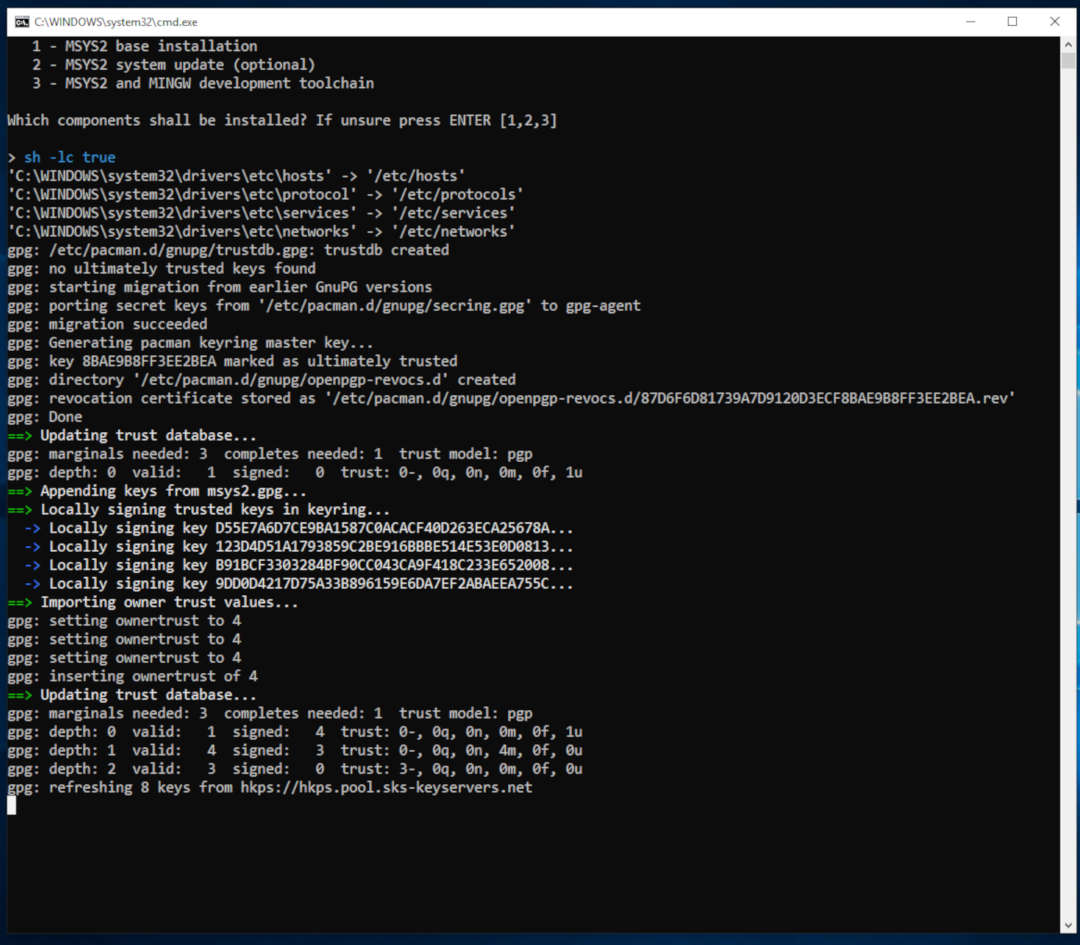 C:\WINDOWS\system32\cmd.exe
1 - MSYS2 base installation
2 - MSYS2 system update (optional)
3 - MSYS2 and MINGW development toolchain
Which components shall be installed? If unsure press ENTER [1,2,3]
> sh -lc true
'C:\WINDOWS\system32\drivers\etc\hosts' -> '/etc/hosts'
'C:\WINDOWS\system32\drivers\etc\protocol' -> '/etc/protocols'
'C:\WINDOWS\system32\drivers\etc\services' -> '/etc/services'
'C:\WINDOWS\system32\drivers\etc\networks' -> '/etc/networks'
gpg: /etc/pacman.d/gnupg/trustdb.gpg: trustdb created
gpg: no ultimately trusted keys found
gpg: starting migration from earlier GnuPG versions
gpg: porting secret keys from '/etc/pacman.d/gnupg/secring.gpg' to gpg-agent
gpg: migration succeeded
gpg: Generating pacman keyring master key...
gpg: key 8BAE9B8FF3EE2BEA marked as ultimately trusted
gpg: directory '/etc/pacman.d/gnupg/openpgp-revocs.d' created
gpg: revocation certificate stored as '/etc/pacman.d/gnupg/openpgp-revocs.d/87D6F6D81739A7D9120D3ECF8BAE9B8FF3EE2BEA.rev'
gpg: Done
==> Updating trust database...
gpg: marginals needed: 3  completes needed: 1  trust model: pgp
gpg: depth: 0  valid:   1  signed:   0  trust: 0-, 0q, 0n, 0m, 0f, 1u
==> Appending keys from msys2.gpg...
==> Locally signing trusted keys in keyring...
-> Locally signing key D55E7A6D7CE9BA1587C0ACACF40D263ECA25678A...
-> Locally signing key 123D4D51A1793859C2BE916BBBE514E53E0D0813...
-> Locally signing key B91BCF3303284BF90CC043CA9F418C233E652008...
-> Locally signing key 9DD0D4217D75A33B896159E6DA7EF2ABAEEA755C...
==> Importing owner trust values...
gpg: setting ownertrust to 4
gpg: setting ownertrust to 4
gpg: setting ownertrust to 4
gpg: inserting ownertrust of 4
==> Updating trust database...
gpg: marginals needed: 3  completes needed: 1  trust model: pgp
gpg: depth: 0  valid:   1  signed:   4  trust: 0-, 0q, 0n, 0m, 0f, 1u
gpg: depth: 1  valid:   4  signed:   3  trust: 0-, 0q, 0n, 4m, 0f, 0u
gpg: depth: 2  valid:   3  signed:   0  trust: 3-, 0q, 0n, 0m, 0f, 0u
gpg: refreshing 8 keys from hkps://hkps.pool.sks-keyservers.net